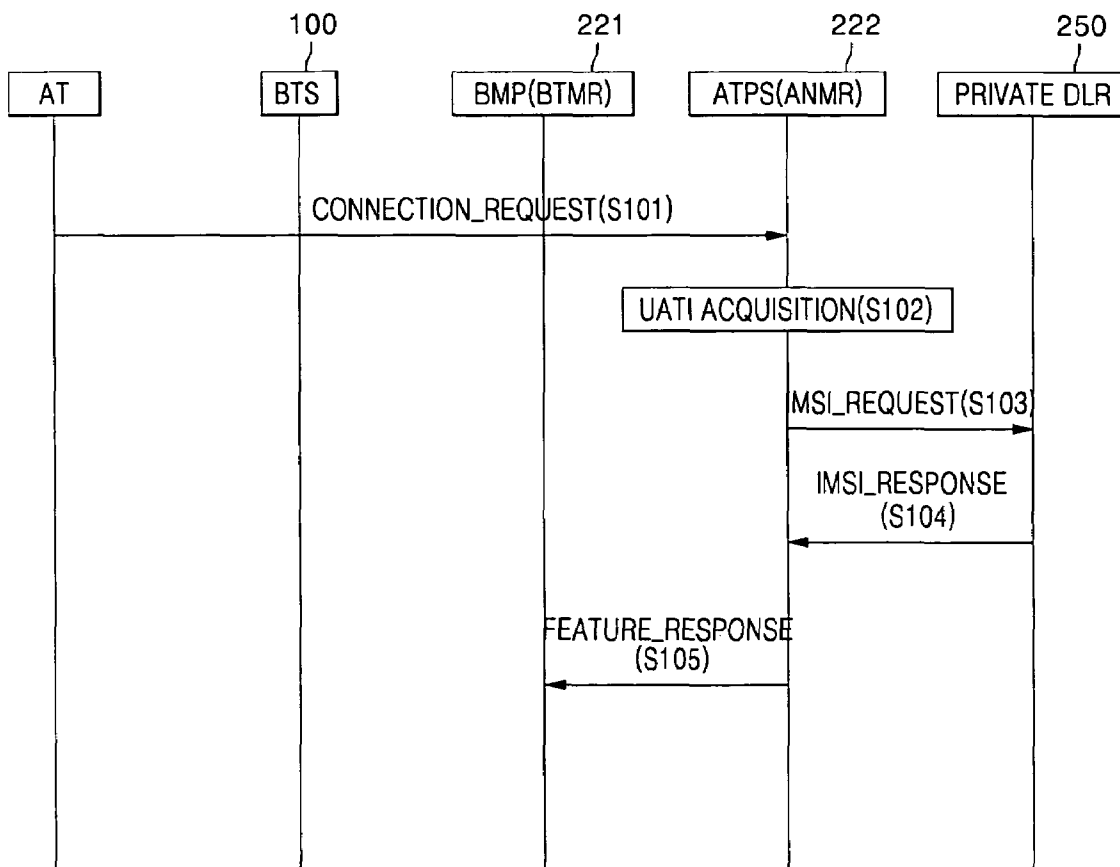 100 221 222 250
AT BTS BMP(BTMR) ATPS(ANMR) PRIVATE DLR
CONNECTION_REQUEST(S101)
UATI ACQUISITION(S102)
IMSI_REQUEST(S103)
IMSI_RESPONSE
(S104)
FEATURE_RESPONSE
(S105)